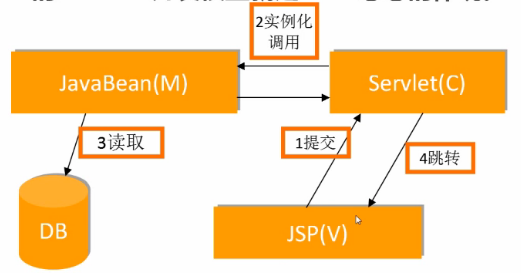 2实例化
调用
JavaBean(M)
Servlet(C)
3读取
1提交
4跳转
DB
JSP(V)